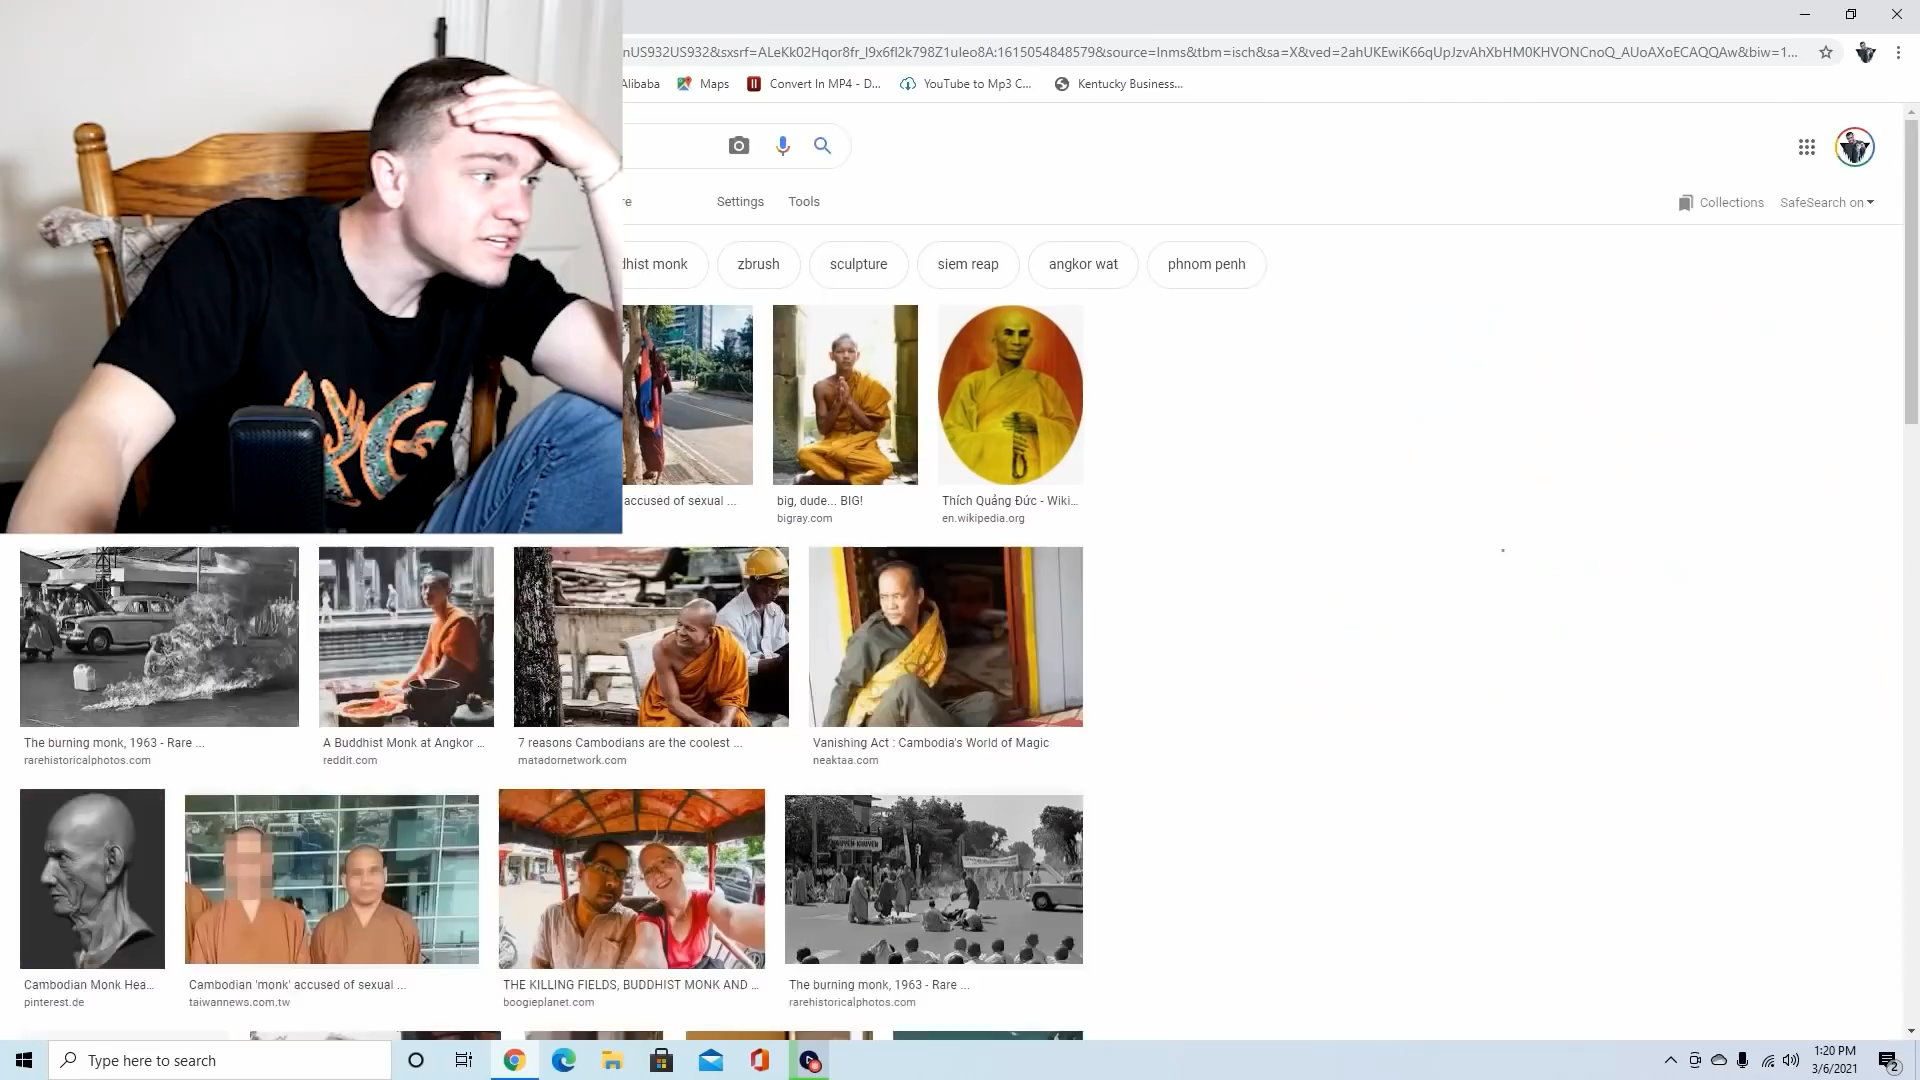 nUS932US932&sxsrf=ALeKk02Hqor8fr_I9x6fl2k798Z1uleo8A:1615054848579&source=lnms&tbm=isch&sa=X&ved=2ahUKEwiK66qUpJzvAhXbHM0KHVONCnoQ_AUoAXoECAQQAw&biw=1...
Alibaba Maps Convert In MP4 - D... YouTube to Mp3 C... Kentucky Business...
re Settings Tools Collections SafeSearch on
dhist monk zbrush sculpture siem reap angkor wat phnom penh
accused of sexual ... big, dude... BIG! Thích Quảng Đức - Wiki...
bigray.com en.wikipedia.org
The burning monk, 1963 - Rare ... A Buddhist Monk at Angkor ... 7 reasons Cambodians are the coolest ... Vanishing Act : Cambodia's World of Magic
rarehistoricalphotos.com reddit.com matadornetwork.com neaktaa.com
Cambodian Monk Hea... Cambodian 'monk' accused of sexual ... THE KILLING FIELDS, BUDDHIST MONK AND ... The burning monk, 1963 - Rare ...
pinterest.de taiwannews.com.tw boogieplanet.com rarehistoricalphotos.com
Type here to search 1:20 PM
3/6/2021
2